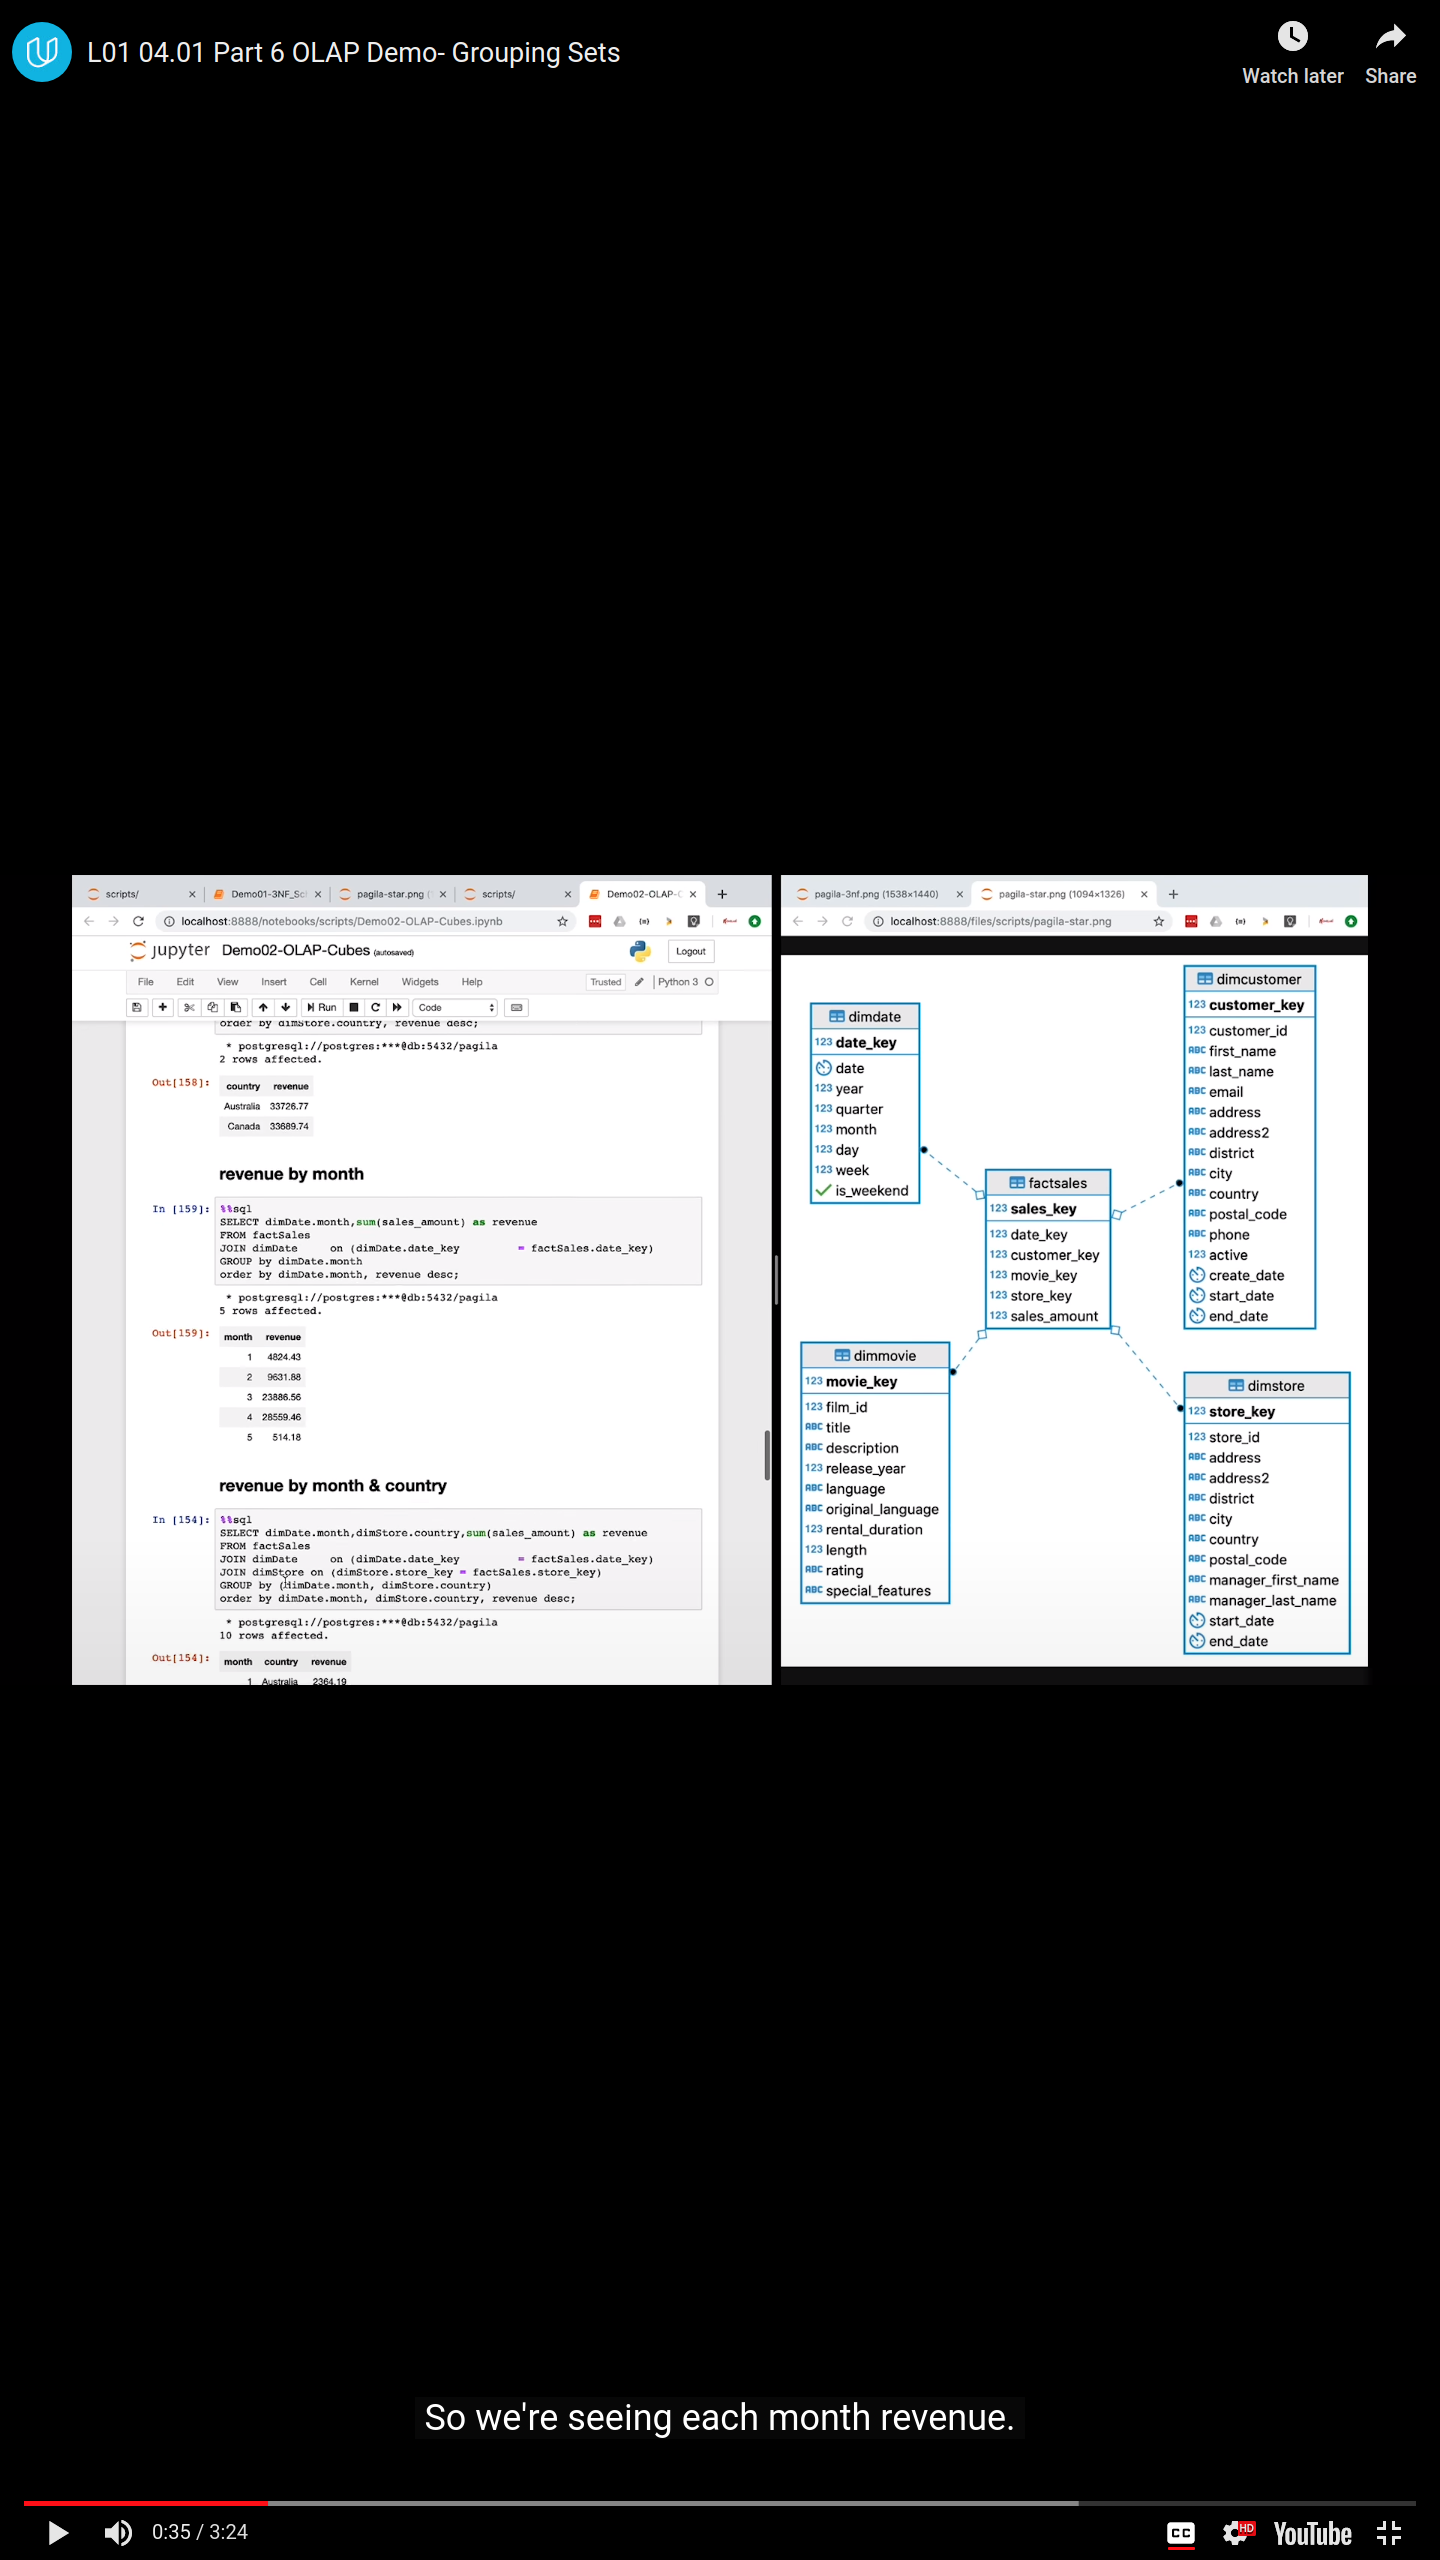 L01 04.01 Part 6 OLAP Demo- Grouping Sets
Watch later
Share
scripts/
Demo01-3NF_Sc
pagila-star.png (
scripts/
Demo02-OLAP-C
localhost:8888/notebooks/scripts/Demo02-OLAP-Cubes.ipynb
jupyter Demo02-OLAP-Cubes (autosaved)
Logout
File Edit View Insert Cell Kernel Widgets Help
Trusted
Python 3
Run
Code
order by dimStore.country, revenue desc;
* postgresql://postgres:***@db:5432/pagila
2 rows affected.
Out[158]:
country revenue
Australia 33726.77
Canada 33689.74
revenue by month
In [159]:
%%sql
SELECT dimDate.month,sum(sales_amount) as revenue
FROM factSales
JOIN dimDate on (dimDate.date_key = factSales.date_key)
GROUP by dimDate.month
order by dimDate.month, revenue desc;
* postgresql://postgres:***@db:5432/pagila
5 rows affected.
Out[159]:
month revenue
1 4824.43
2 9631.88
3 23886.56
4 28559.46
5 514.18
revenue by month & country
In [154]:
%%sql
SELECT dimDate.month,dimStore.country,sum(sales_amount) as revenue
FROM factSales
JOIN dimDate on (dimDate.date_key = factSales.date_key)
JOIN dimStore on (dimStore.store_key = factSales.store_key)
GROUP by (dimDate.month, dimStore.country)
order by dimDate.month, dimStore.country, revenue desc;
* postgresql://postgres:***@db:5432/pagila
10 rows affected.
Out[154]:
month country revenue
1 Australia 2364.19
pagila-3nf.png (1538×1440)
pagila-star.png (1094×1326)
localhost:8888/files/scripts/pagila-star.png
dimdate
123 date_key
date
123 year
123 quarter
123 month
123 day
123 week
is_weekend
factsales
123 sales_key
123 date_key
123 customer_key
123 movie_key
123 store_key
123 sales_amount
dimcustomer
123 customer_key
123 customer_id
ABC first_name
ABC last_name
ABC email
ABC address
ABC address2
ABC district
ABC city
ABC country
ABC postal_code
ABC phone
123 active
create_date
start_date
end_date
dimmovie
123 movie_key
123 film_id
ABC title
ABC description
123 release_year
ABC language
ABC original_language
123 rental_duration
123 length
ABC rating
ABC special_features
dimstore
123 store_key
123 store_id
ABC address
ABC address2
ABC district
ABC city
ABC country
ABC postal_code
ABC manager_first_name
ABC manager_last_name
start_date
end_date
So we're seeing each month revenue.
0:35 / 3:24
CC
HD
YouTube